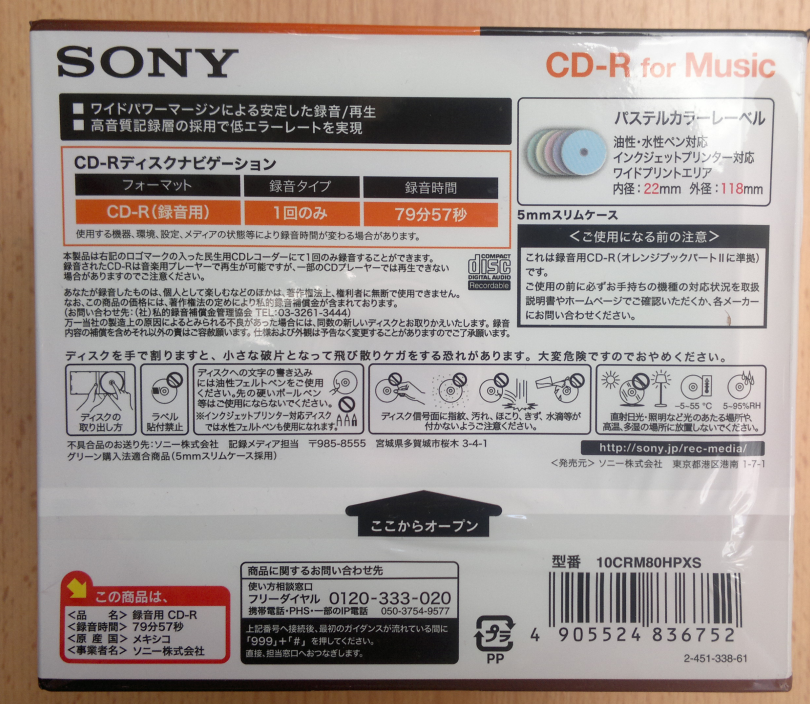 SONY
CD-R for Music
■ ワイドパワーマージンによる安定した録音/再生
■ 高音質記録層の採用で低エラーレートを実現
CD-Rディスクナビゲーション
フォーマット 録音タイプ 録音時間
CD-R(録音用) 1回のみ 79分57秒
使用する機器、環境、設定、メディアの状態等により録音時間が変わる場合があります。
パステルカラーレーベル
油性・水性ペン対応
インクジェットプリンター対応
ワイドプリントエリア
内径:22mm 外径:118mm
5mmスリムケース
本製品は右記のロゴマークの入った民生用CDレコーダーにて1回のみ録音することができます。
録音されたCD-Rは音楽用プレーヤーで再生が可能ですが、一部のCDプレーヤーでは再生できない
場合がありますのでご注意ください。
COMPACT
disc
DIGITAL AUDIO
Recordable
あなたが録音したものは、個人として楽しむなどのほかは、著作権法上、権利者に無断で使用できません。
なお、この商品の価格には、著作権法の定めにより私的録音補償金が含まれております。
(お問い合わせ先:(社)私的録音補償金管理協会 TEL:03-3261-3444)
万一当社の製造上の原因によるとみられる不良があった場合には、同数の新しいディスクとお取りかえいたします。録音
内容の補償を含めそれ以外の責はご容赦願います。仕様および外観は予告なく変更することがありますのでご了承願います。
<ご使用になる前の注意>
これは録音用CD-R(オレンジブックパートⅡに準拠)
です。
ご使用の前に必ずお手持ちの機種の対応状況を取扱
説明書やホームページでご確認いただくか、各メーカー
にお問い合わせください。
ディスクを手で割りますと、小さな破片となって飛び散りケガをする恐れがあります。大変危険ですのでおやめください。
ディスクの
取り出し方
ラベル
貼付禁止
ディスクへの文字の書き込み
には油性フェルトペンをご使用
ください。先の硬いボールペン
等はご使用にならないでください。
※インクジェットプリンター対応ディスク
では水性フェルトペンも使用になれます。
ディスク信号面に指紋、汚れ、ほこり、きず、水滴等が
付かないようご注意ください。
-5~55 °C 5~95%RH
直射日光・照明など光のあたる場所や、
高温、多湿の場所に放置しないでください。
不具合品のお送り先:ソニー株式会社 記録メディア担当 〒985-8555 宮城県多賀城市桜木 3-4-1
グリーン購入法適合商品(5mmスリムケース採用)
http://sony.jp/rec-media/
<発売元> ソニー株式会社 東京都港区港南 1-7-1
ここからオープン
この商品は、
<品 名> 録音用 CD-R
<録音時間> 79分57秒
<原 産 国> メキシコ
<事業者名> ソニー株式会社
商品に関するお問い合わせ先
使い方相談窓口
フリーダイヤル 0120-333-020
携帯電話・PHS・一部のIP電話 050-3754-9577
上記番号へ接続後、最初のガイダンスが流れている間に
「999」+「#」を押してください。
直接、担当窓口へおつなぎします。
型番 10CRM80HPXS
プラ
PP
4 905524 836752
2-451-338-61